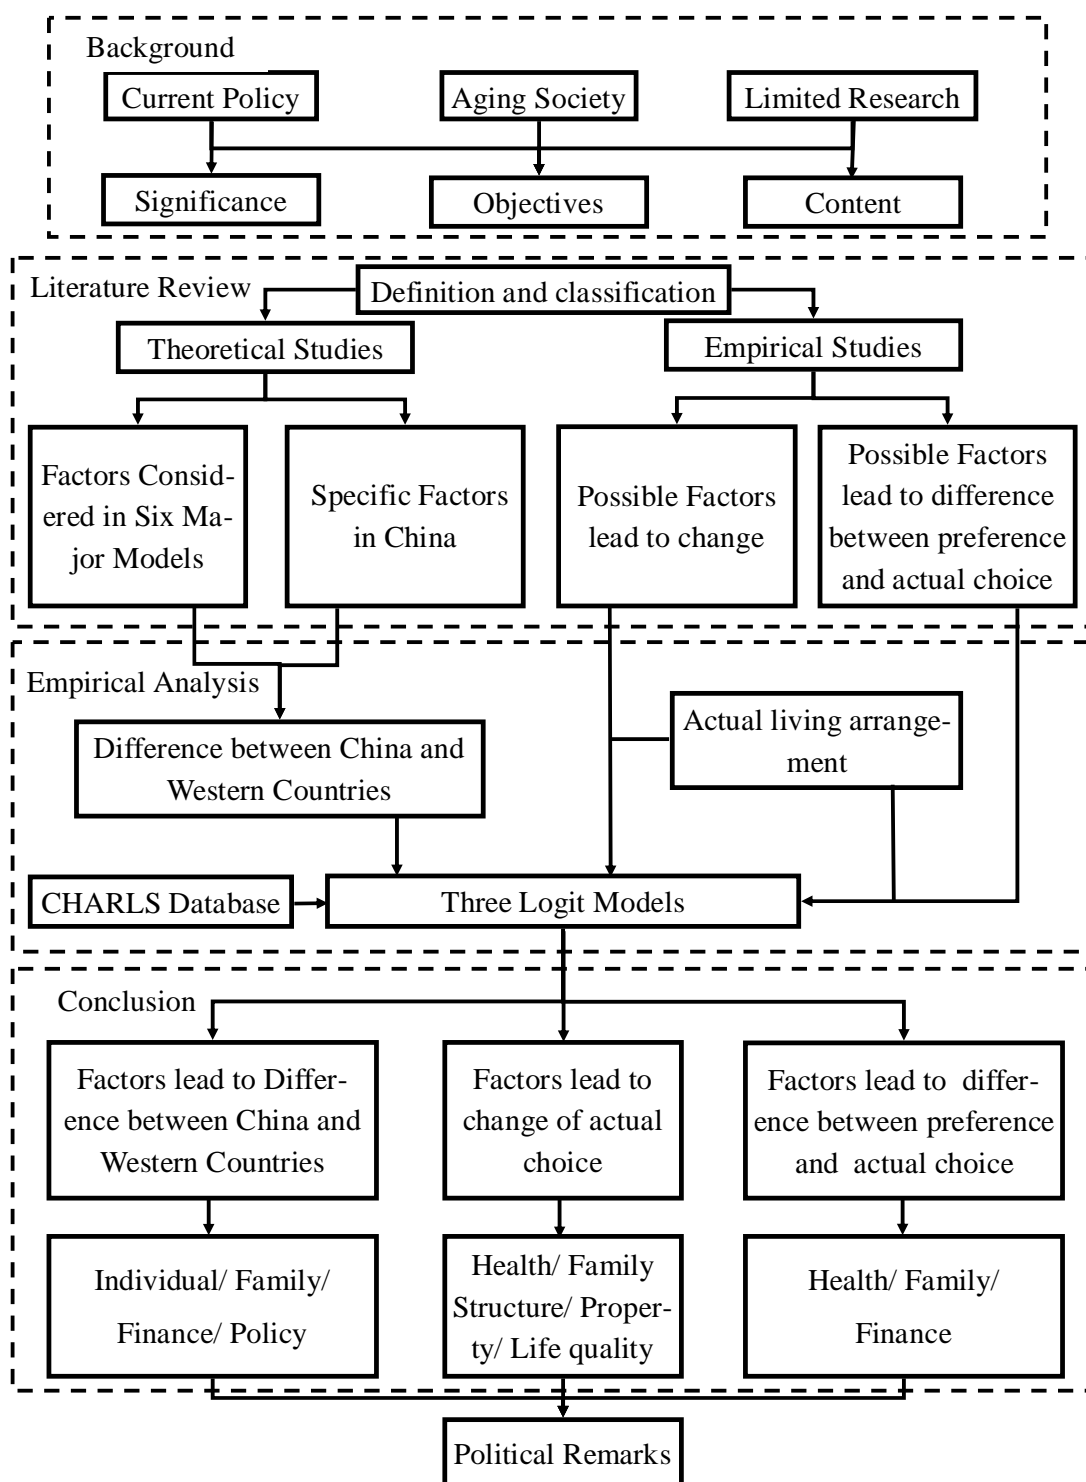 Background
Current Policy
Aging Society
Limited Research
Significance
Objectives
Content
Literature Review
Definition and classification
Theoretical Studies
Empirical Studies
Factors Consid-
ered in Six Ma-
jor Models
Specific Factors
in China
Possible Factors
lead to change
Possible Factors
lead to difference
between preference
and actual choice
Empirical Analysis
Difference between China and
Western Countries
Actual living arrange-
ment
CHARLS Database
Three Logit Models
Conclusion
Factors lead to Differ-
ence between China and
Western Countries
Factors lead to
change of actual
choice
Factors lead to  differ-
ence between preference
and  actual choice
Individual/ Family/
Finance/ Policy
Health/ Family
Structure/ Proper-
ty/ Life quality
Health/ Family/
Finance
Political Remarks